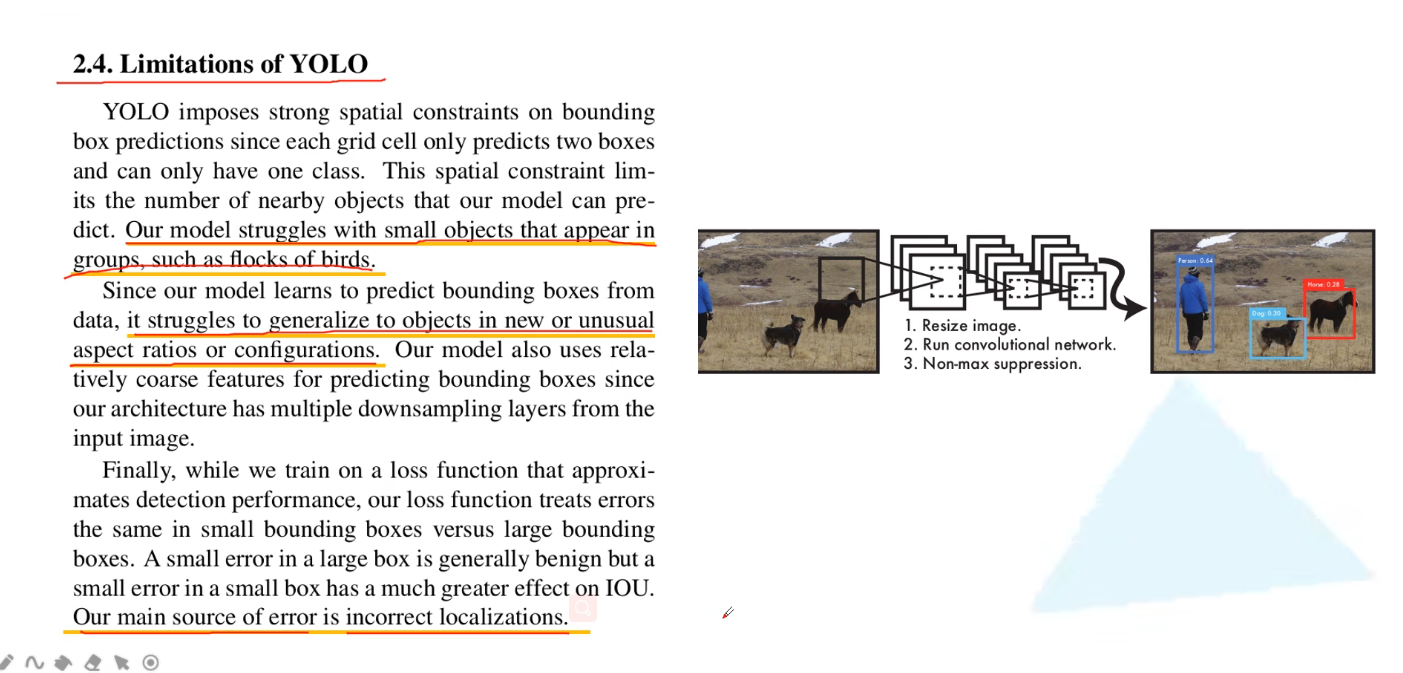 2.4. Limitations of YOLO
YOLO imposes strong spatial constraints on bounding
box predictions since each grid cell only predicts two boxes
and can only have one class. This spatial constraint lim-
its the number of nearby objects that our model can pre-
dict. Our model struggles with small objects that appear in
groups, such as flocks of birds.
Since our model learns to predict bounding boxes from
data, it struggles to generalize to objects in new or unusual
aspect ratios or configurations. Our model also uses rela-
tively coarse features for predicting bounding boxes since
our architecture has multiple downsampling layers from the
input image.
Finally, while we train on a loss function that approxi-
mates detection performance, our loss function treats errors
the same in small bounding boxes versus large bounding
boxes. A small error in a large box is generally benign but a
small error in a small box has a much greater effect on IOU.
Our main source of error is incorrect localizations.
1. Resize image.
2. Run convolutional network.
3. Non-max suppression.
Person: 0.64
Horse: 0.28
Dog: 0.30